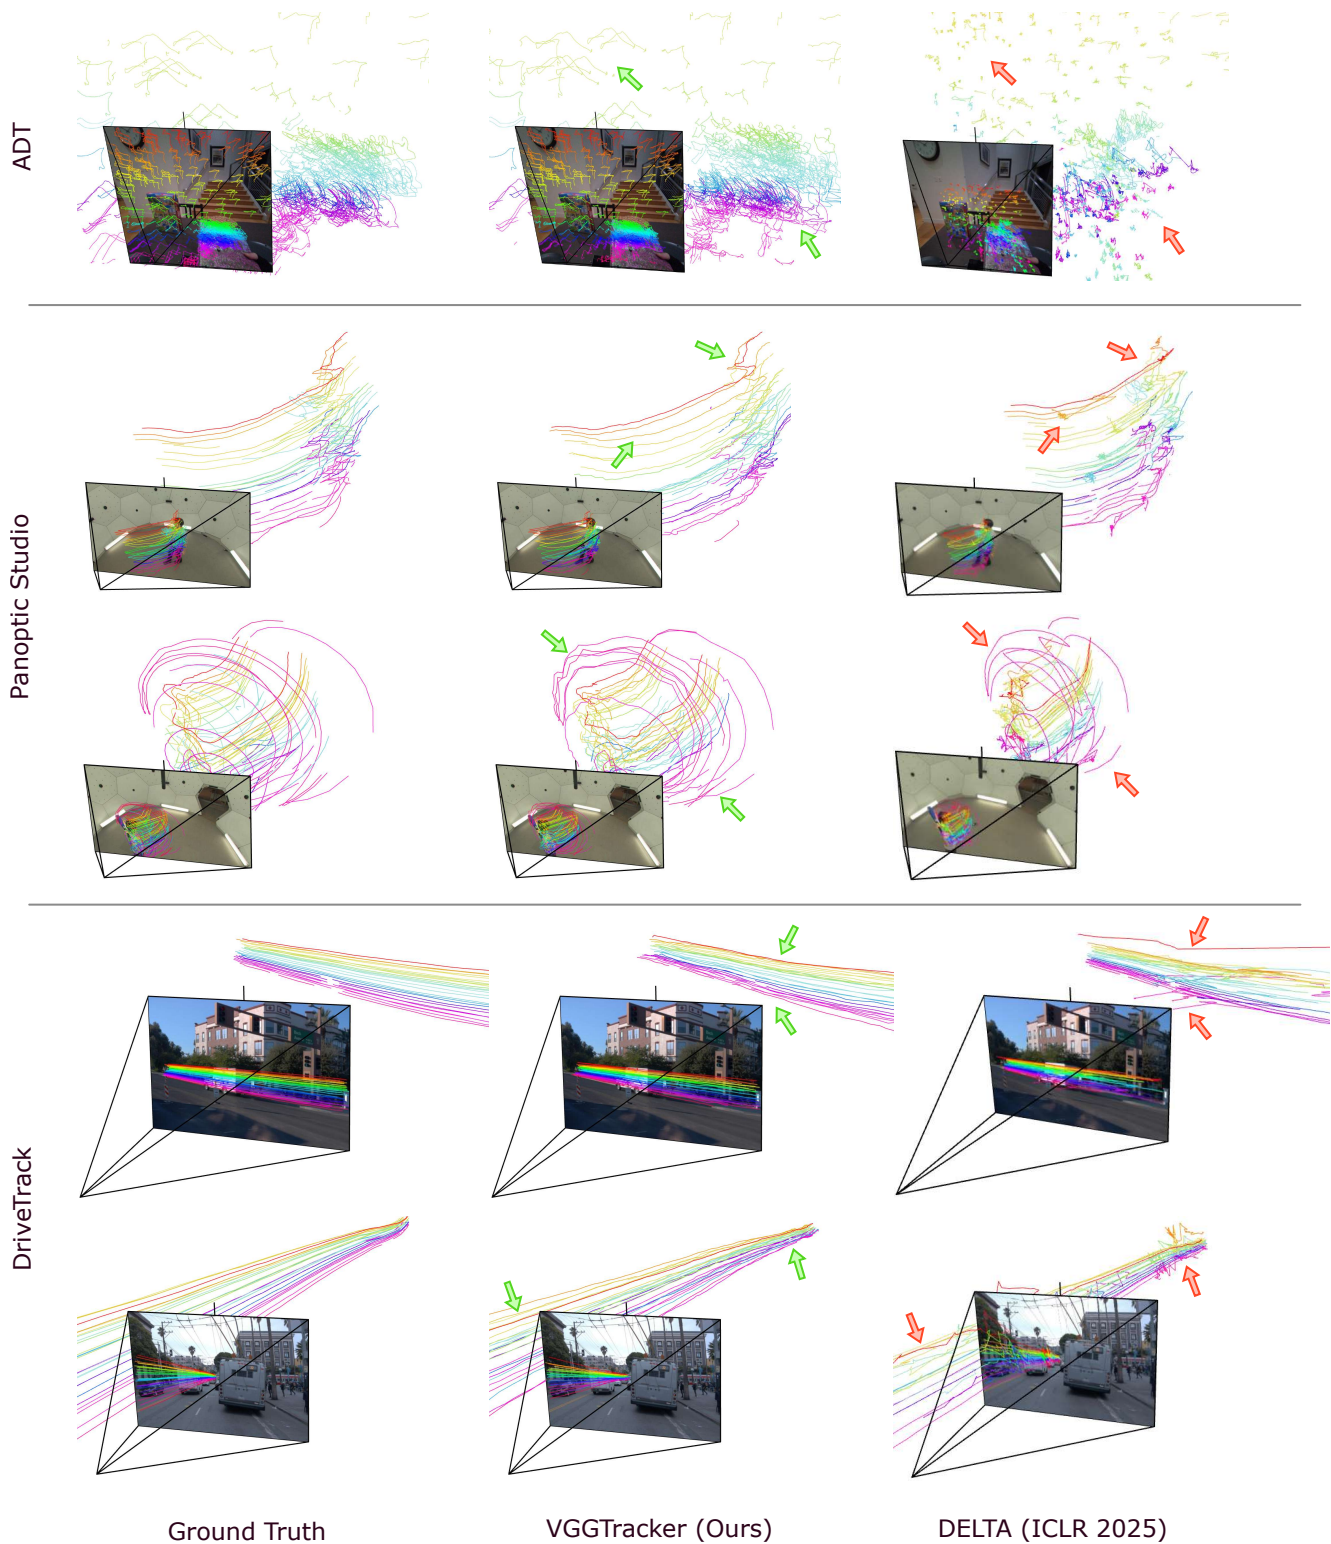 ADT
Panoptic Studio
DriveTrack
Ground Truth
VGGTracker (Ours)
DELTA (ICLR 2025)